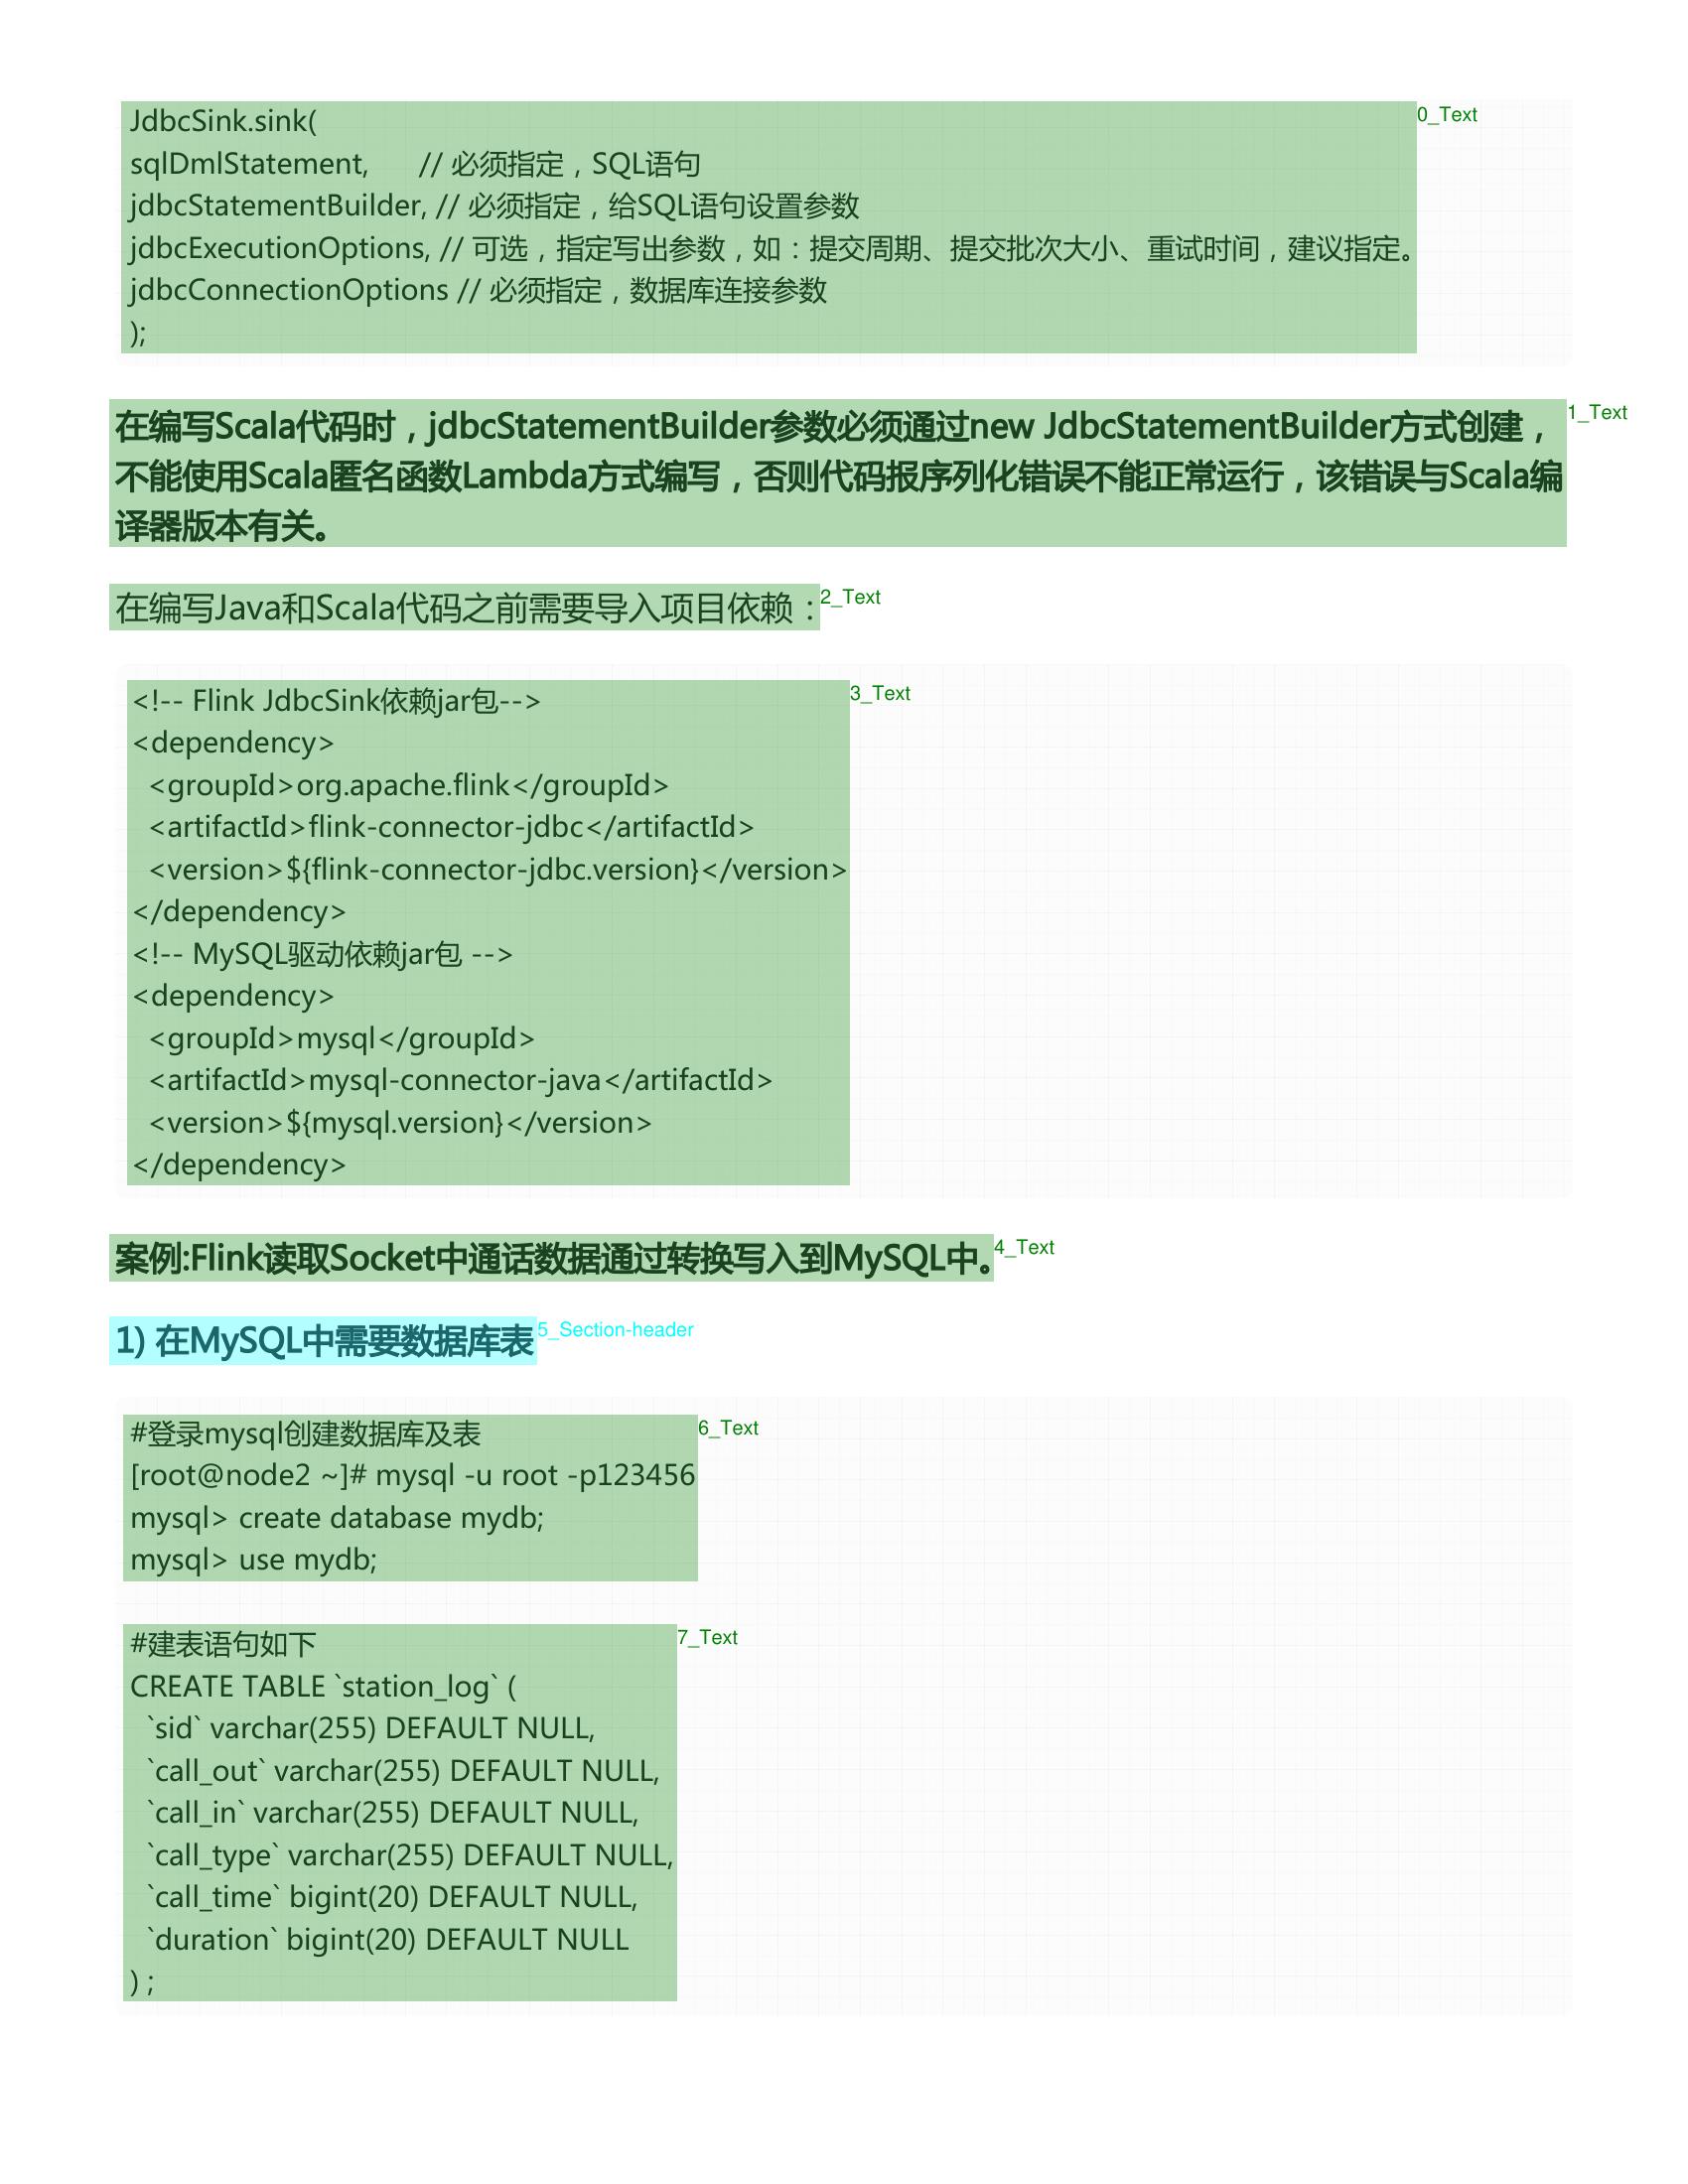 JdbcSink.sink(
sqlDmlStatement,      // 必须指定，SQL语句
jdbcStatementBuilder, // 必须指定，给SQL语句设置参数
jdbcExecutionOptions, // 可选，指定写出参数，如：提交周期、提交批次大小、重试时间，建议指定。
jdbcConnectionOptions // 必须指定，数据库连接参数
);
0_Text
在编写Scala代码时，jdbcStatementBuilder参数必须通过new JdbcStatementBuilder方式创建，
不能使用Scala匿名函数Lambda方式编写，否则代码报序列化错误不能正常运行，该错误与Scala编
译器版本有关。
1_Text
在编写Java和Scala代码之前需要导入项目依赖：
2_Text
<!-- Flink JdbcSink依赖jar包-->
<dependency>
  <groupId>org.apache.flink</groupId>
  <artifactId>flink-connector-jdbc</artifactId>
  <version>${flink-connector-jdbc.version}</version>
</dependency>
<!-- MySQL驱动依赖jar包 -->
<dependency>
  <groupId>mysql</groupId>
  <artifactId>mysql-connector-java</artifactId>
  <version>${mysql.version}</version>
</dependency>
3_Text
案例:Flink读取Socket中通话数据通过转换写入到MySQL中。
4_Text
1) 在MySQL中需要数据库表
5_Section-header
#登录mysql创建数据库及表
[root@node2 ~]# mysql -u root -p123456
mysql> create database mydb;
mysql> use mydb;
6_Text
#建表语句如下
CREATE TABLE `station_log` (
  `sid` varchar(255) DEFAULT NULL,
  `call_out` varchar(255) DEFAULT NULL,
  `call_in` varchar(255) DEFAULT NULL,
  `call_type` varchar(255) DEFAULT NULL,
  `call_time` bigint(20) DEFAULT NULL,
  `duration` bigint(20) DEFAULT NULL
) ;
7_Text